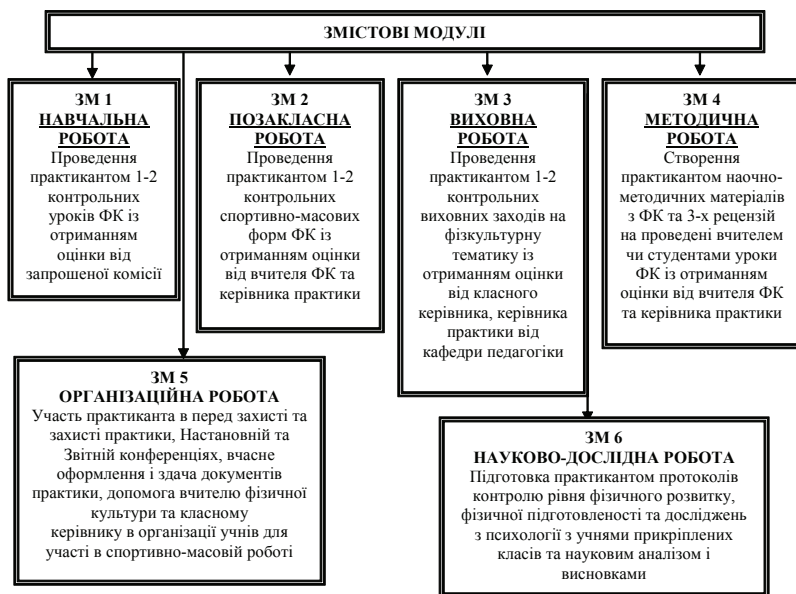 ЗМІСТОВІ МОДУЛІ
ЗМ 1
НАВЧАЛЬНА
РОБОТА
Проведення
практикантом 1-2
контрольних
уроків ФК із
отриманням
оцінки від
запрошеної комісії
ЗМ 2
ПОЗАКЛАСНА
РОБОТА
Проведення
практикантом 1-2
контрольних
спортивно-масових
форм ФК із
отриманням оцінки
від вчителя ФК та
керівника практики
ЗМ 3
ВИХОВНА
РОБОТА
Проведення
практикантом 1-2
контрольних
виховних заходів на
фізкультурну
тематику із
отриманням оцінки
від класного
керівника, керівника
практики від
кафедри педагогіки
ЗМ 4
МЕТОДИЧНА
РОБОТА
Створення
практикантом наочно-
методичних матеріалів
з ФК та 3-х рецензій
на проведені вчителем
чи студентами уроки
ФК із отриманням
оцінки від вчителя ФК
та керівника практики
ЗМ 5
ОРГАНІЗАЦІЙНА РОБОТА
Участь практиканта в перед захисті та
захисті практики, Настановній та
Звітній конференціях, вчасне
оформлення і здача документів
практики, допомога вчителю фізичної
культури та класному
керівнику в організації учнів для
участі в спортивно-масовій роботі
ЗМ 6
НАУКОВО-ДОСЛІДНА РОБОТА
Підготовка практикантом протоколів
контролю рівня фізичного розвитку,
фізичної підготовленості та досліджень
з психології з учнями прикріплених
класів та науковим аналізом і
висновками